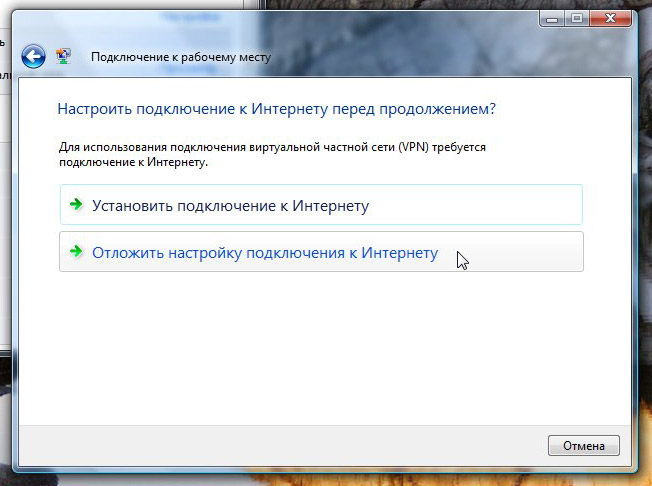 Подключение к рабочему месту
Настроить подключение к Интернету перед продолжением?
Для использования подключения виртуальной частной сети (VPN) требуется
подключение к Интернету.
Установить подключение к Интернету
Отложить настройку подключения к Интернету
Отмена